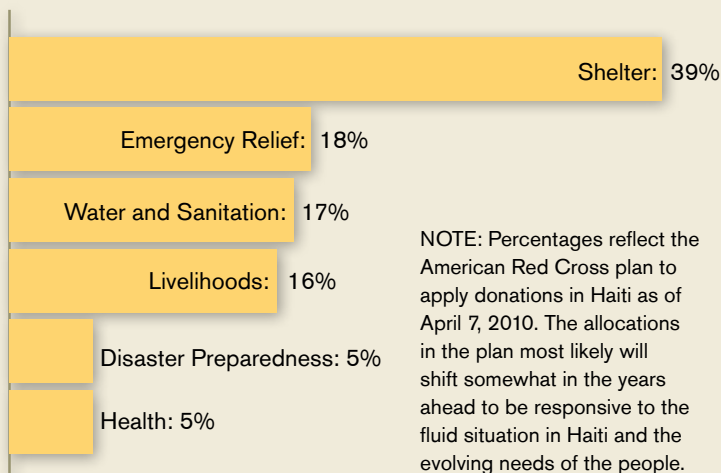 Shelter: 39%
Emergency Relief: 18%
Water and Sanitation: 17%
Livelihoods: 16%
Disaster Preparedness: 5%
Health: 5%
NOTE: Percentages reflect the
American Red Cross plan to
apply donations in Haiti as of
April 7, 2010. The allocations
in the plan most likely will
shift somewhat in the years
ahead to be responsive to the
fluid situation in Haiti and the
evolving needs of the people.